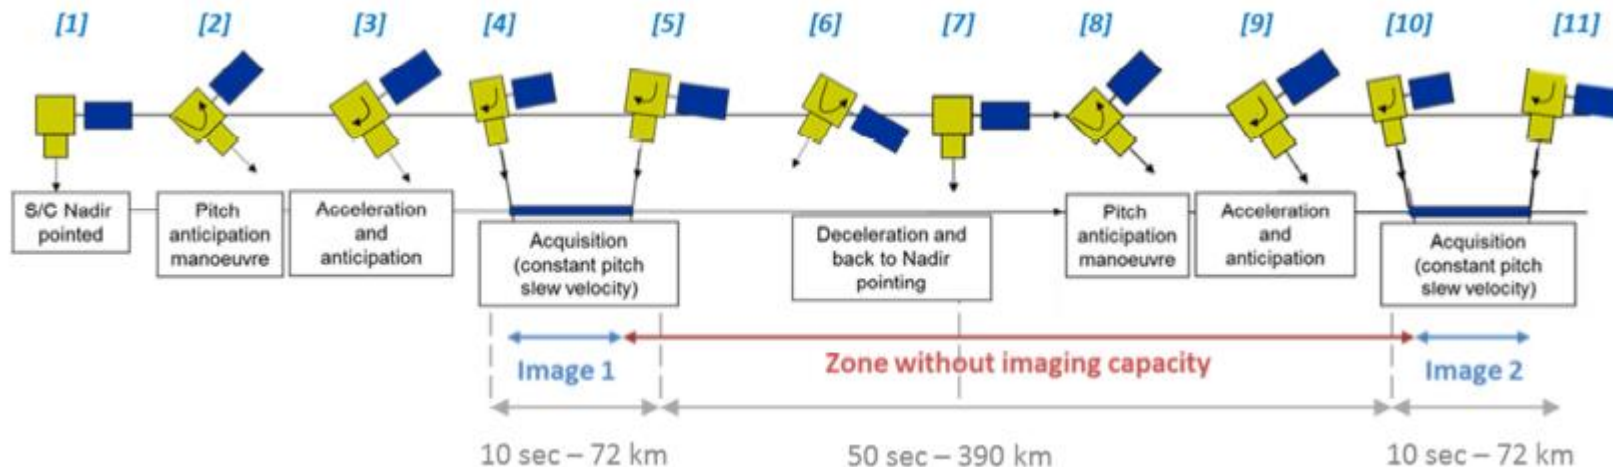 [1] [2] [3] [4] [5] [6] [7] [8] [9] [10] [11]
S/C Nadir
pointed
Pitch
anticipation
manoeuvre
Acceleration
and
anticipation
Acquisition
(constant pitch
slew velocity)
Deceleration and
back to Nadir
pointing
Pitch
anticipation
manoeuvre
Acceleration
and
anticipation
Acquisition
(constant pitch
slew velocity)
Image 1
Zone without imaging capacity
Image 2
10 sec – 72 km
50 sec – 390 km
10 sec – 72 km